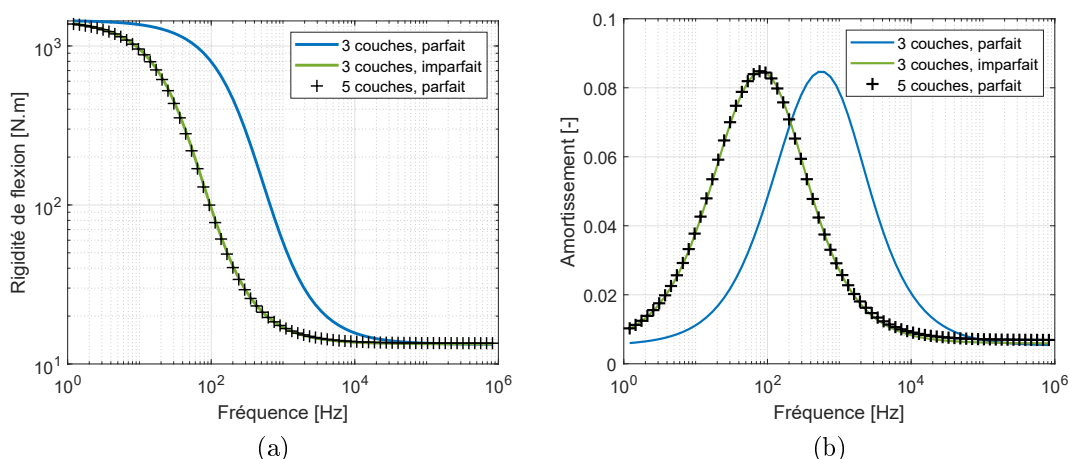 Rigidité de flexion [N.m]
10^3
10^2
10^1
3 couches, parfait
3 couches, imparfait
5 couches, parfait
10^0
10^2
10^4
10^6
Fréquence [Hz]
(a)
Amortissement [-]
0.1
0.08
0.06
0.04
0.02
0
3 couches, parfait
3 couches, imparfait
5 couches, parfait
10^0
10^2
10^4
10^6
Fréquence [Hz]
(b)